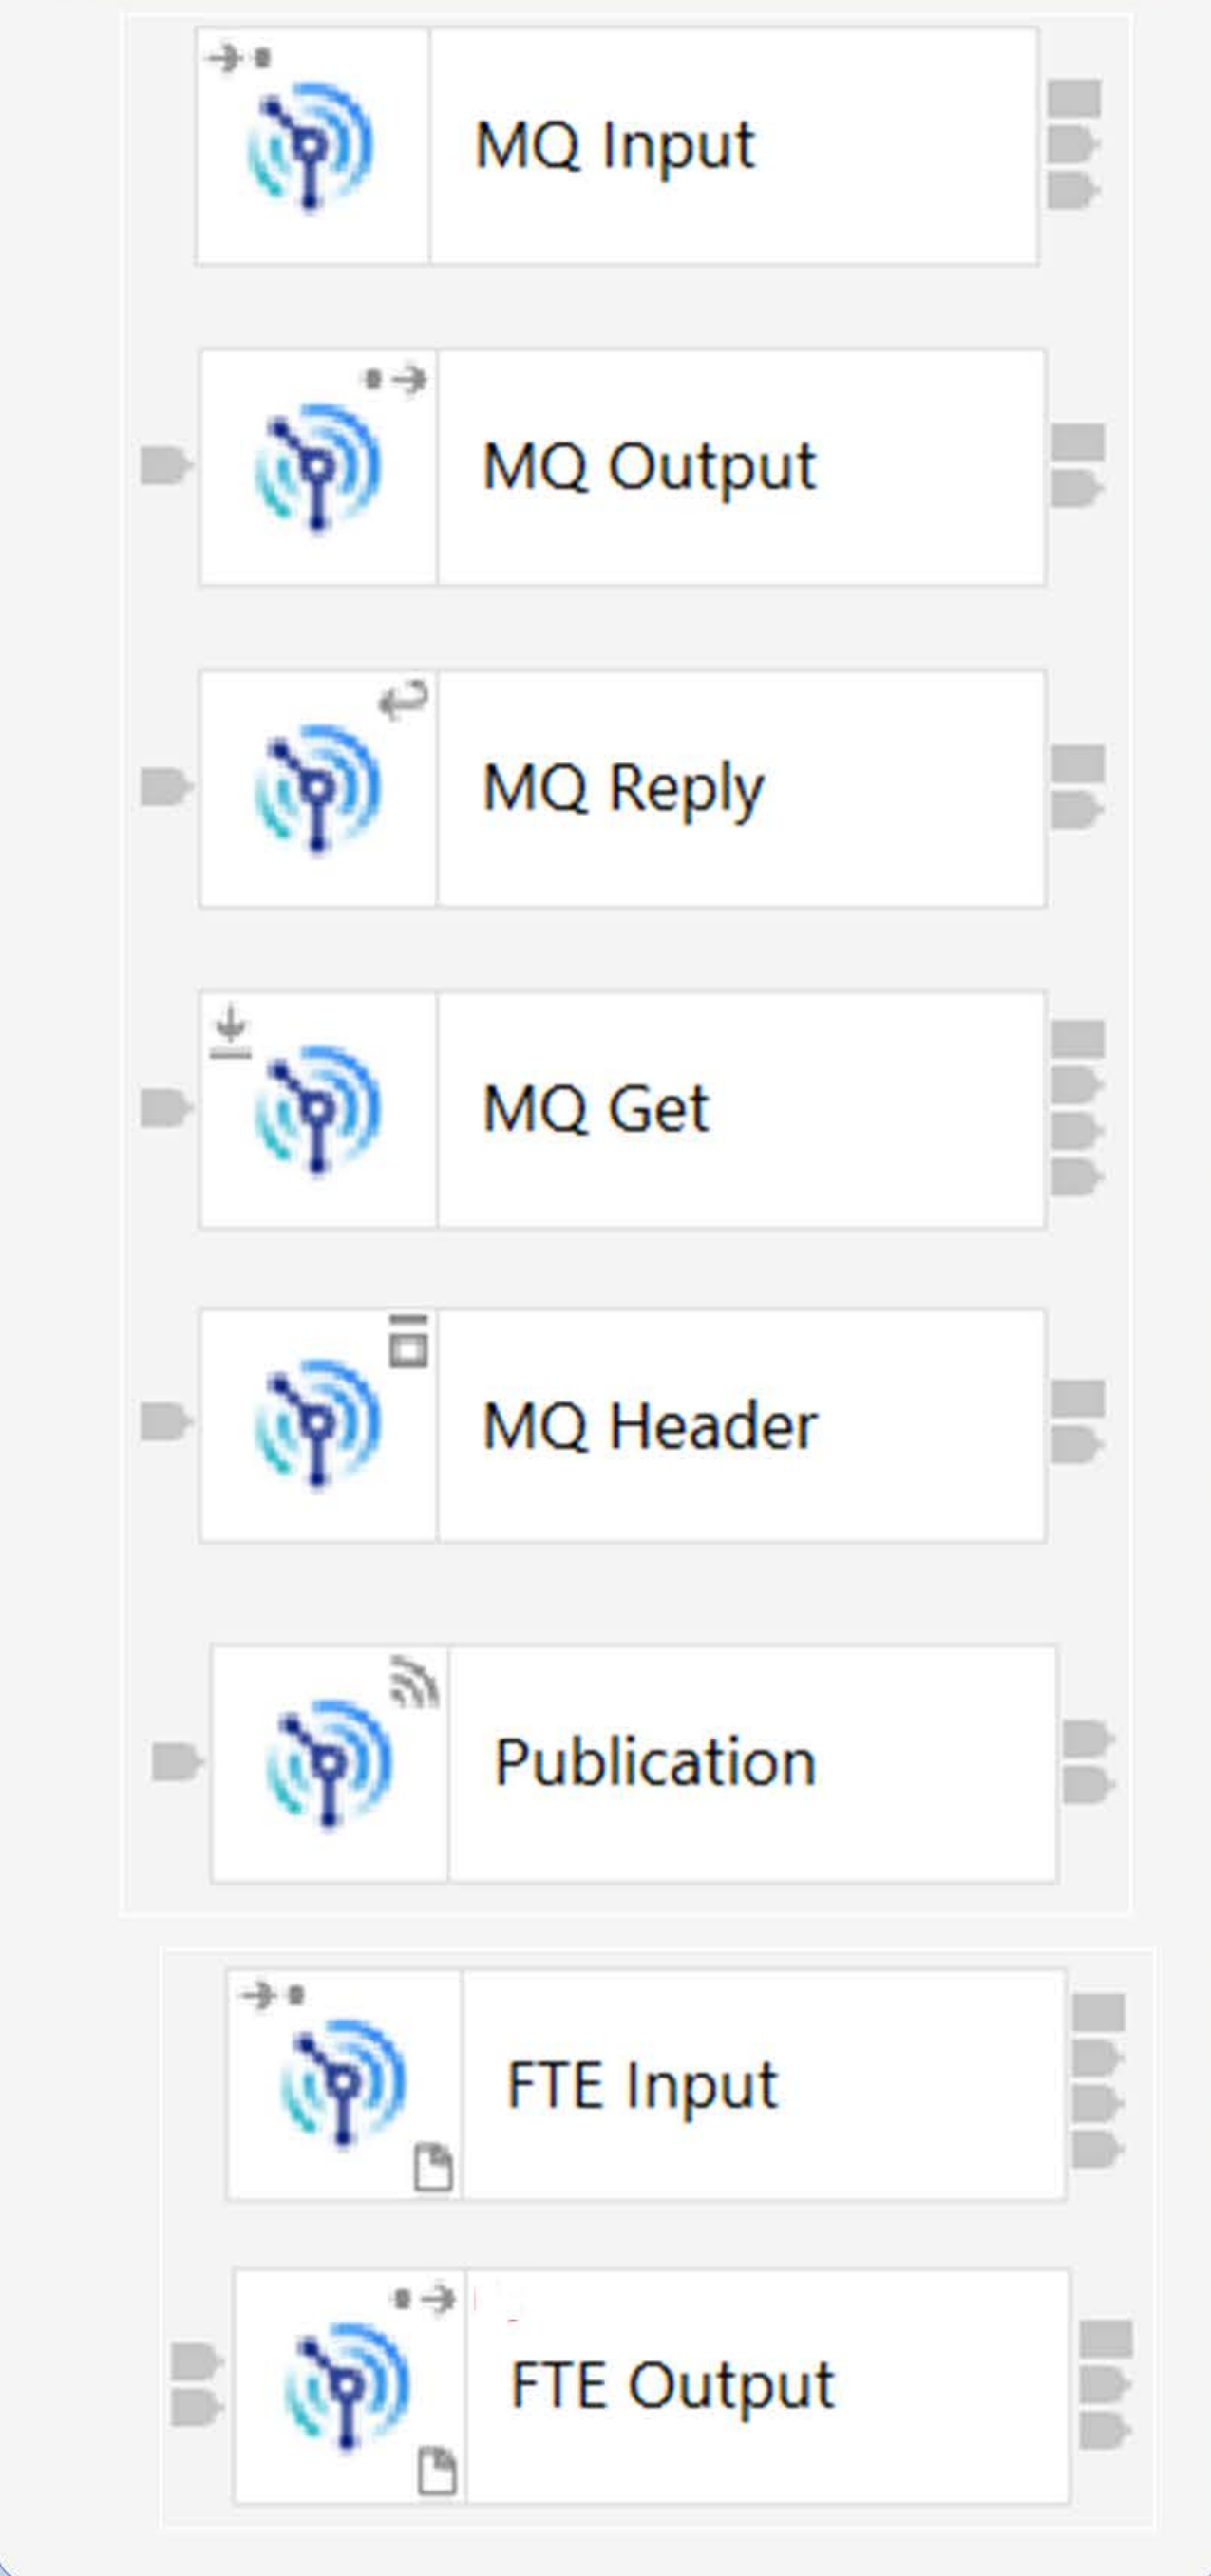 MQ Input
MQ Output
MQ Reply
MQ Get
MQ Header
Publication
FTE Input
FTE Output